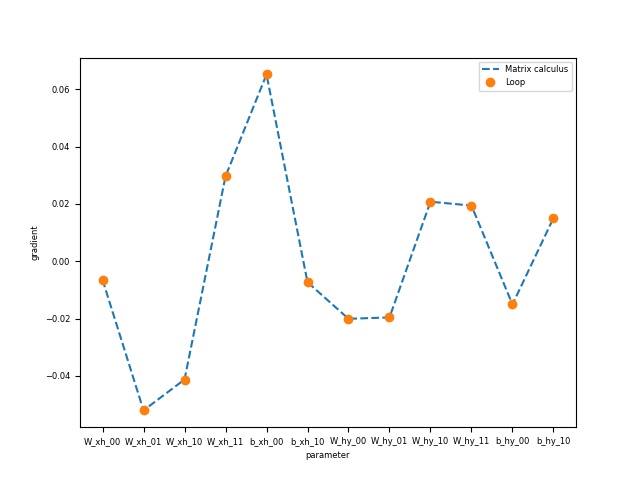 Matrix calculus
Loop
gradient
0.06
0.04
0.02
0.00
−0.02
−0.04
W_xh_00 W_xh_01 W_xh_10 W_xh_11 b_xh_00 b_xh_10 W_hy_00 W_hy_01 W_hy_10 W_hy_11 b_hy_00 b_hy_10
parameter